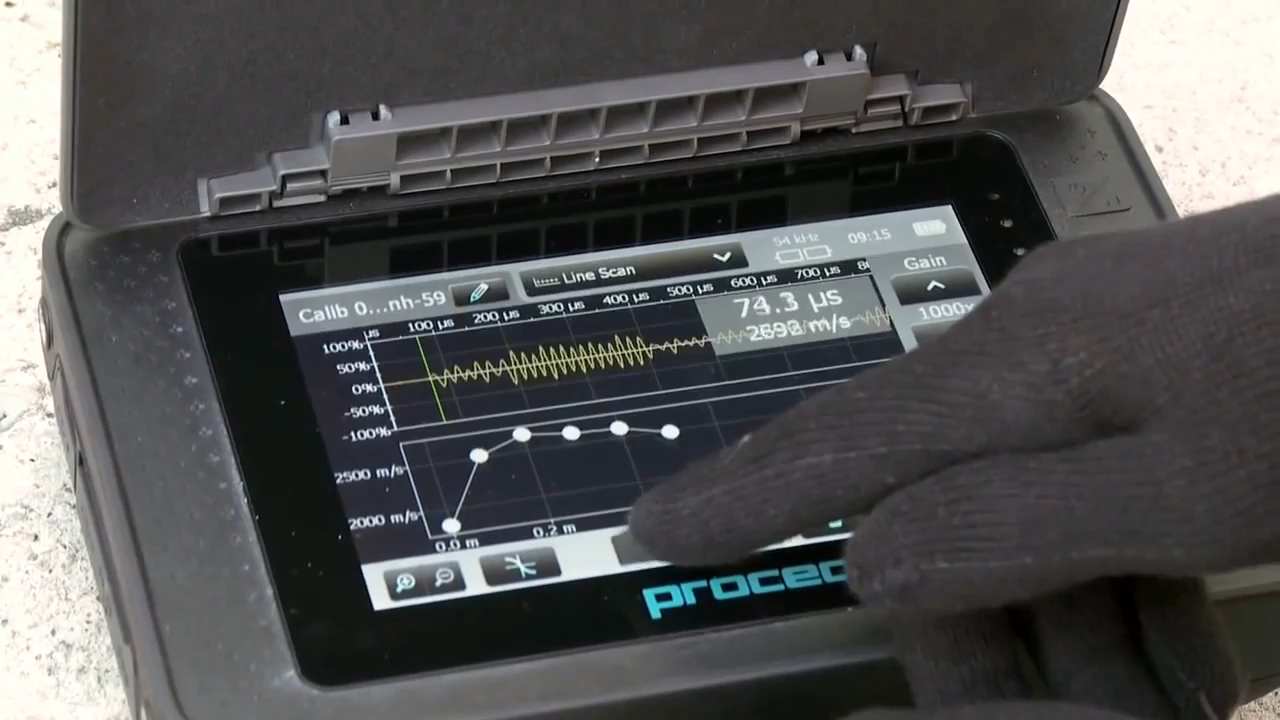 54 kHz
09:15
Calib 0...nh-59
Line Scan
Gain
µs 100 µs 200 µs 300 µs 400 µs 500 µs 600 µs 700 µs
74.3 µs
m/s
1000x
100%
50%
0%
-50%
-100%
2500 m/s
2000 m/s
0.0 m 0.2 m
proceq